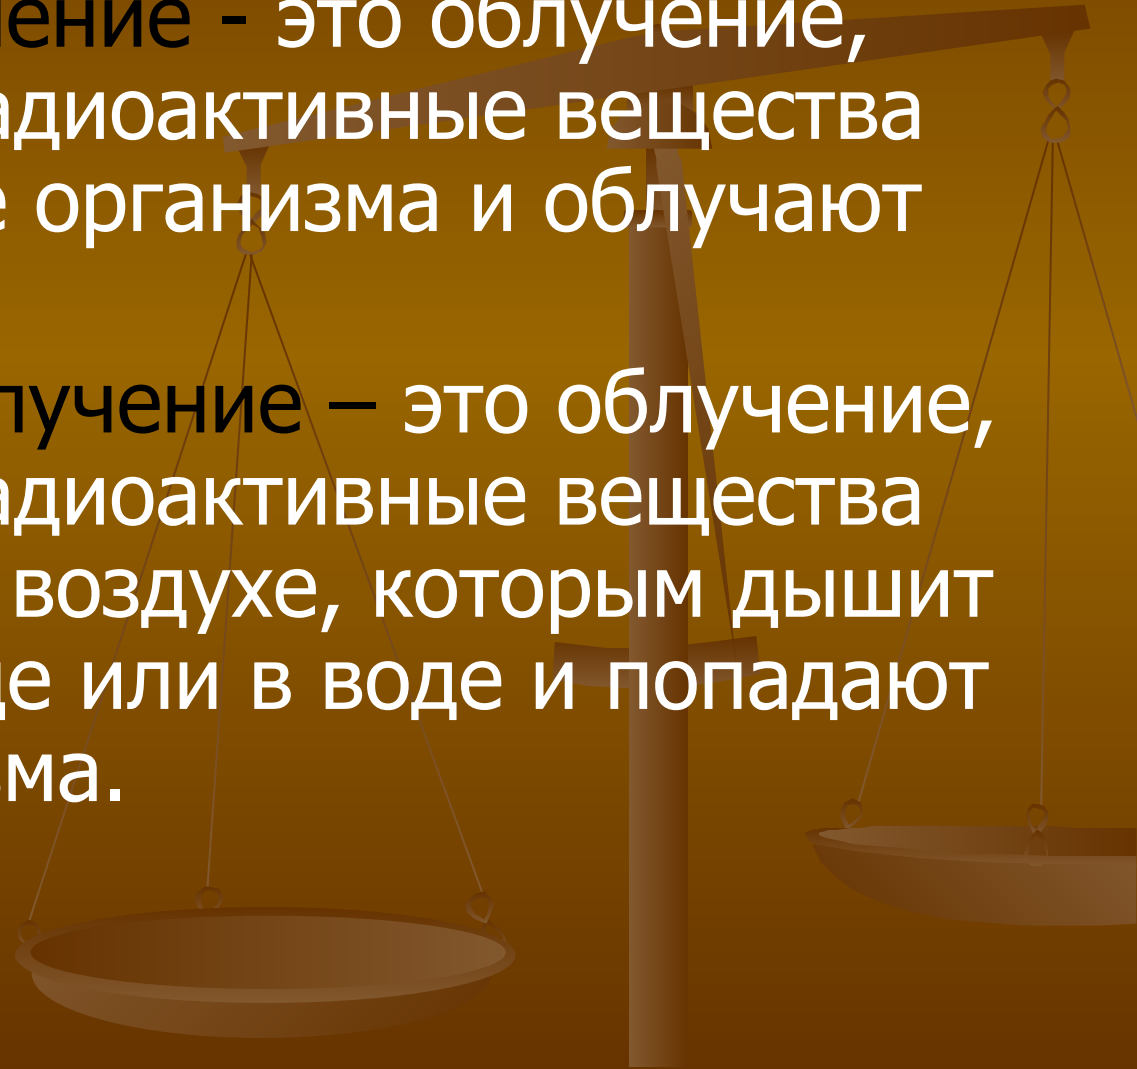 ение - это облучение,
адиоактивные вещества
е организма и облучают
лучение – это облучение,
адиоактивные вещества
воздухе, которым дышит
де или в воде и попадают
зма.